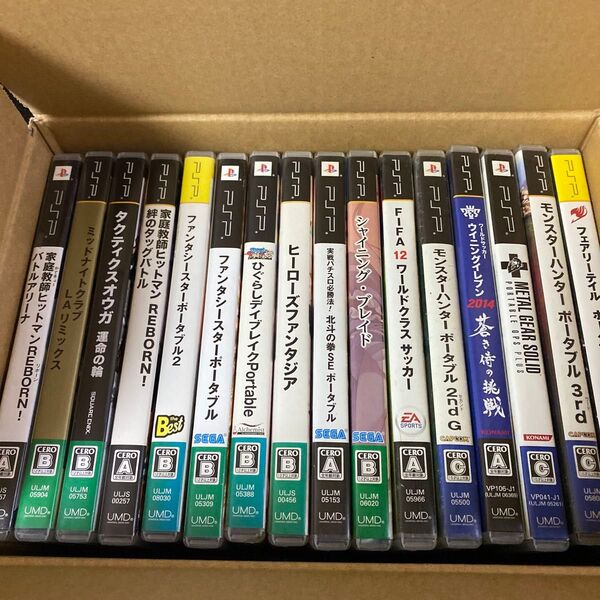 家庭教師ヒットマンREBORN!
バトルアリーナ
CERO
A
PSP
ミッドナイトクラブ
LAリミックス
CERO
B
ULJM
05904
UMD
PSP
タクティクスオウガ 運命の輪
SQUARE ENIX
CERO
B
ULJM
05753
UMD
PSP
家庭教師ヒットマン REBORN!
絆のタッグバトル
CERO
A
ULJS
00257
UMD
PSP
ファンタシースターポータブル2
the Best
CERO
B
ULJM
08030
UMD
PSP
ファンタシースターポータブル
SEGA
CERO
B
ULJM
05309
UMD
PSP
ひぐらしデイブレイクPortable
Alchemist
CERO
B
ULJM
05388
UMD
PSP
ヒーローズファンタジア
CERO
B
ULJS
00456
UMD
PSP
実戦パチスロ必勝法! 北斗の拳SE ポータブル
SEGA
CERO
A
ULJM
05153
UMD
PSP
シャイニング・ブレイド
SEGA
CERO
B
ULJM
06020
UMD
PSP
FIFA 12 ワールドクラス サッカー
EA
SPORTS
CERO
A
ULJM
05966
UMD
PSP
モンスターハンター ポータブル 2nd G
CAPCOM
CERO
C
ULJM
05500
UMD
PSP
ワールドサッカー
ウイニングイレブン
2014
蒼き侍の挑戦
KONAMI
CERO
A
VP106-J1
UMD
PSP
METAL GEAR SOLID
PORTABLE OPS PLUS
KONAMI
CERO
C
VP041-J1
(ULJM 05261)
UMD
PSP
モンスターハンター ポータブル 3rd
CAPCOM
CERO
C
ULJM
UMD
PSP
フェアリーテイル